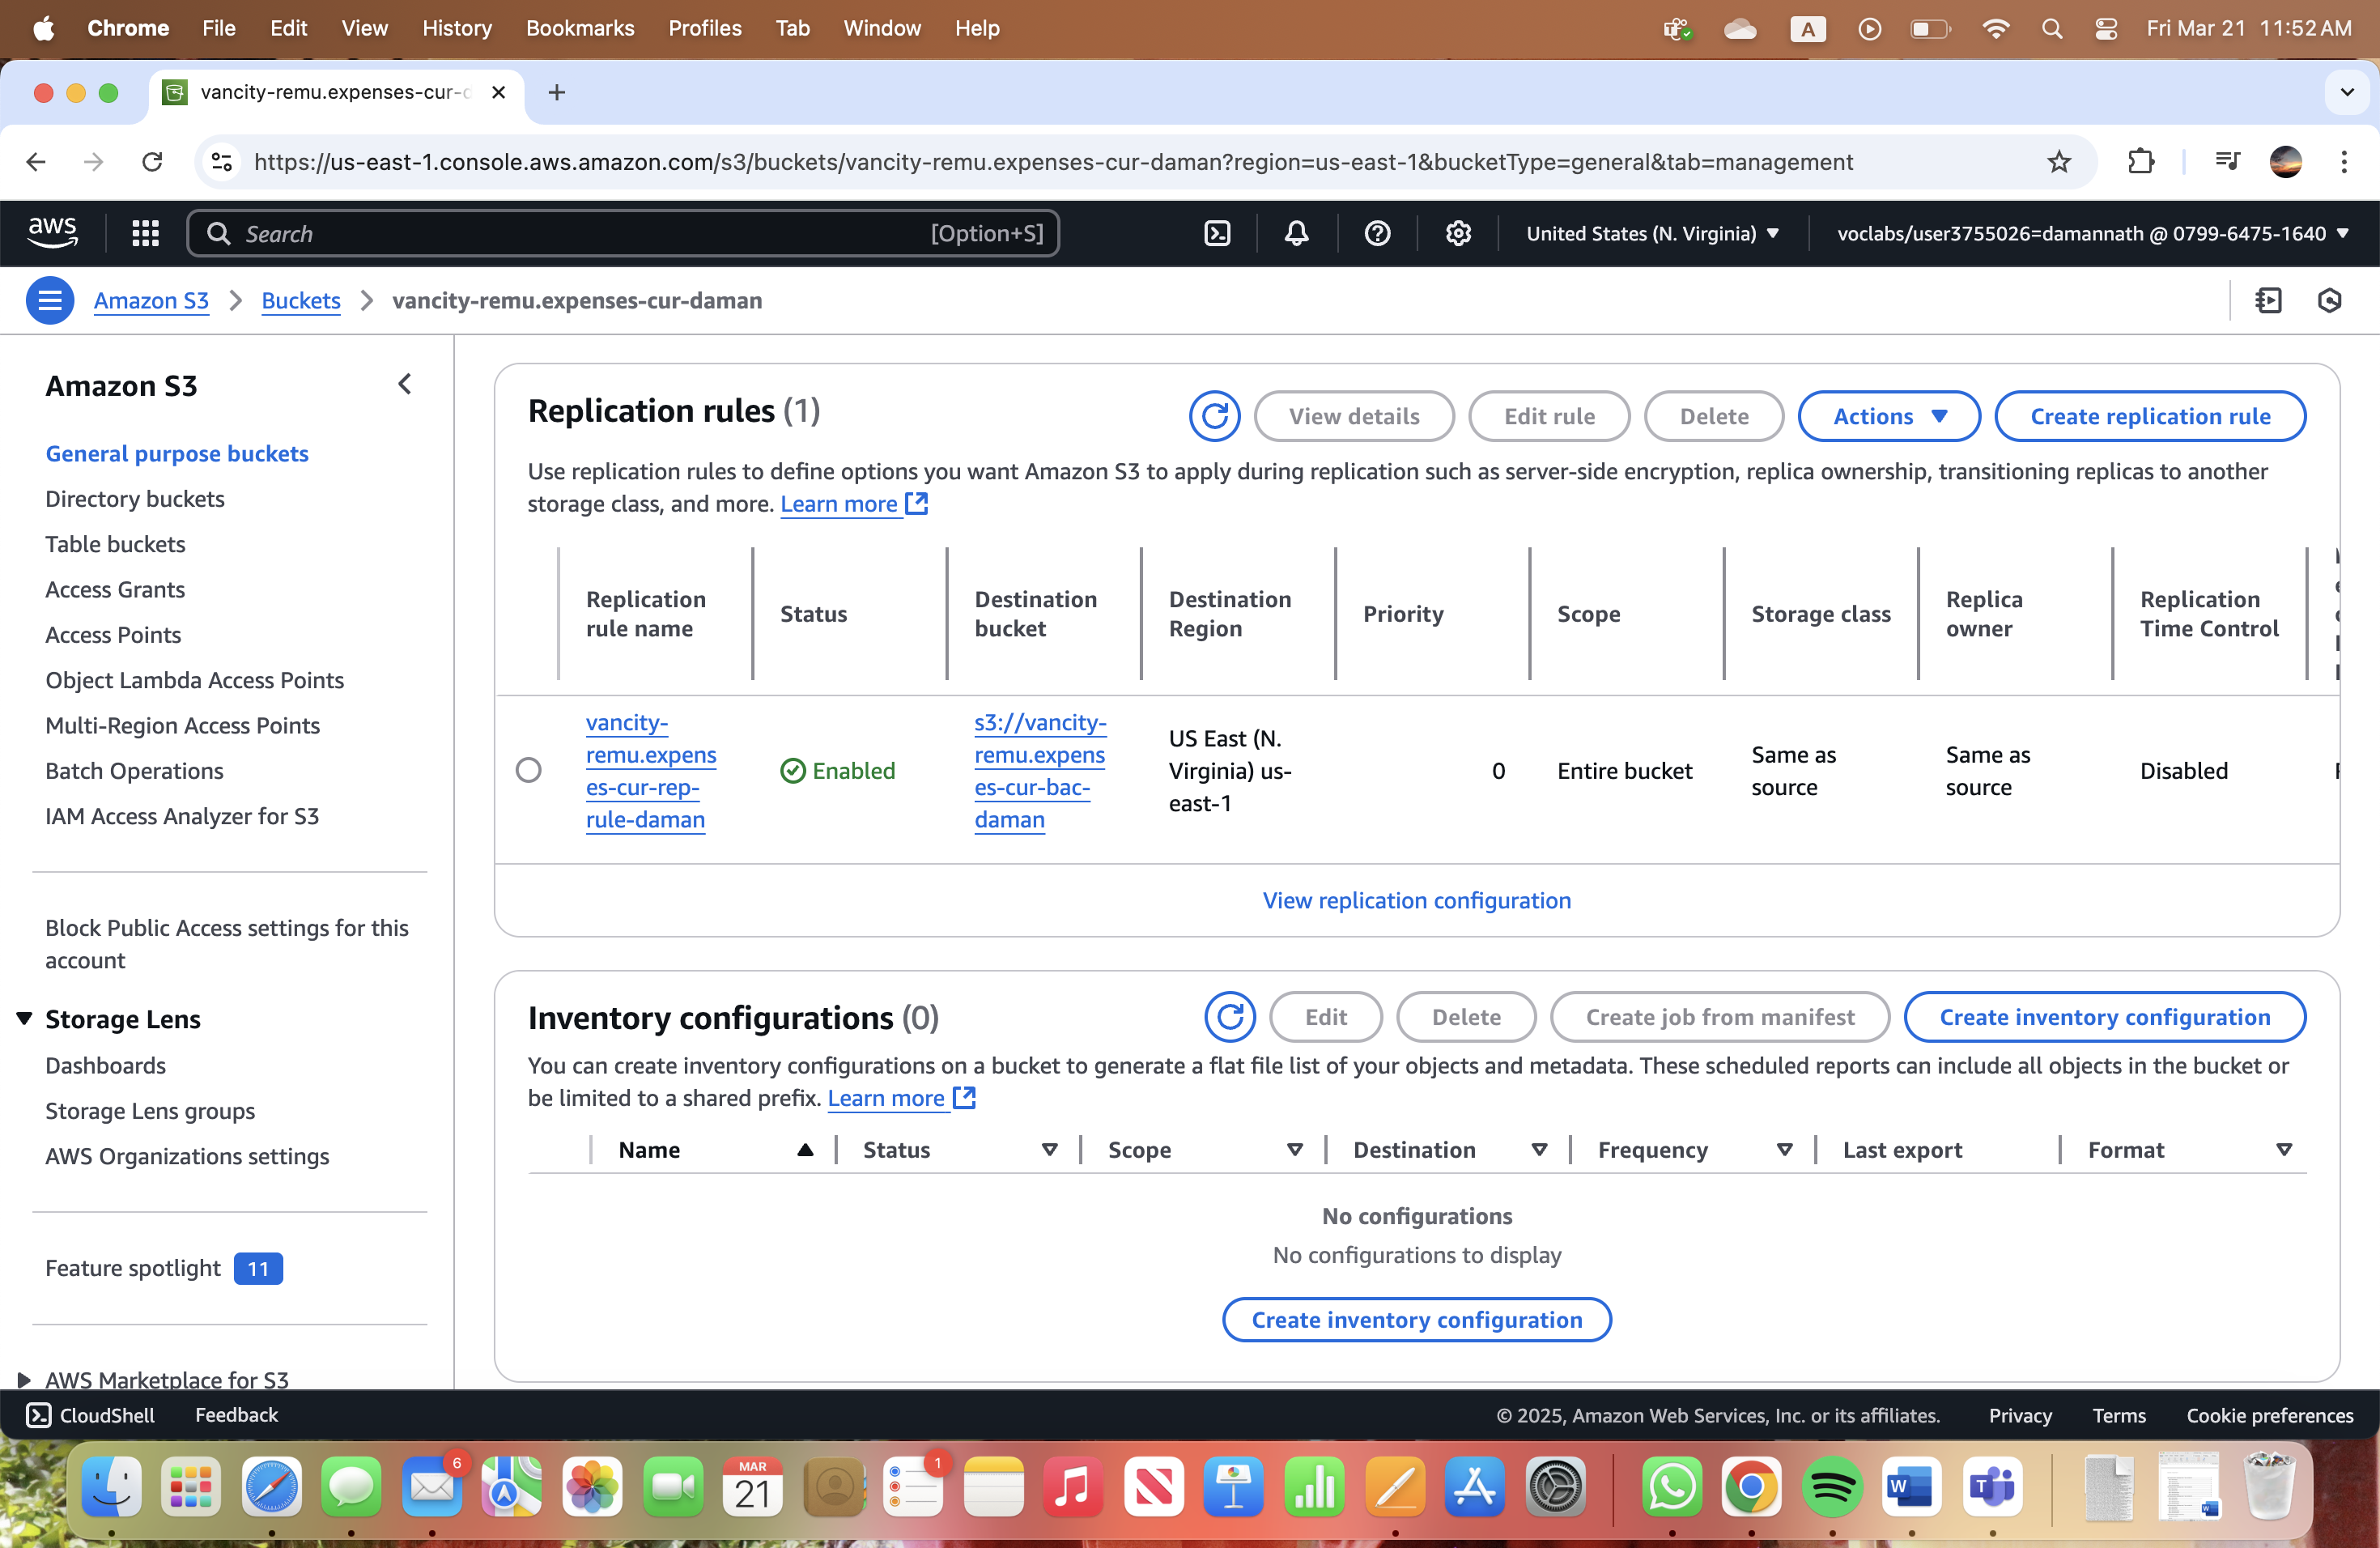 Chrome File Edit View History Bookmarks Profiles Tab Window Help A Fri Mar 21 11:52 AM
vancity-remu.expenses-cur-d
https://us-east-1.console.aws.amazon.com/s3/buckets/vancity-remu.expenses-cur-daman?region=us-east-1&bucketType=general&tab=management
aws Search [Option+S] United States (N. Virginia) voclabs/user3755026=damannath @ 0799-6475-1640
Amazon S3 Buckets vancity-remu.expenses-cur-daman
Amazon S3
General purpose buckets
Directory buckets
Table buckets
Access Grants
Access Points
Object Lambda Access Points
Multi-Region Access Points
Batch Operations
IAM Access Analyzer for S3
Block Public Access settings for this
account
Storage Lens
Dashboards
Storage Lens groups
AWS Organizations settings
Feature spotlight 11
AWS Marketplace for S3
Replication rules (1)
View details Edit rule Delete Actions Create replication rule
Use replication rules to define options you want Amazon S3 to apply during replication such as server-side encryption, replica ownership, transitioning replicas to another
storage class, and more. Learn more
Replication
rule name
Status
Destination
bucket
Destination
Region
Priority
Scope
Storage class
Replica
owner
Replication
Time Control
vancity-
remu.expens
es-cur-rep-
rule-daman
Enabled
s3://vancity-
remu.expens
es-cur-bac-
daman
US East (N.
Virginia) us-
east-1
0
Entire bucket
Same as
source
Same as
source
Disabled
View replication configuration
Inventory configurations (0)
Edit Delete Create job from manifest Create inventory configuration
You can create inventory configurations on a bucket to generate a flat file list of your objects and metadata. These scheduled reports can include all objects in the bucket or
be limited to a shared prefix. Learn more
Name Status Scope Destination Frequency Last export Format
No configurations
No configurations to display
Create inventory configuration
CloudShell Feedback © 2025, Amazon Web Services, Inc. or its affiliates. Privacy Terms Cookie preferences
6
MAR
21
1
W
T